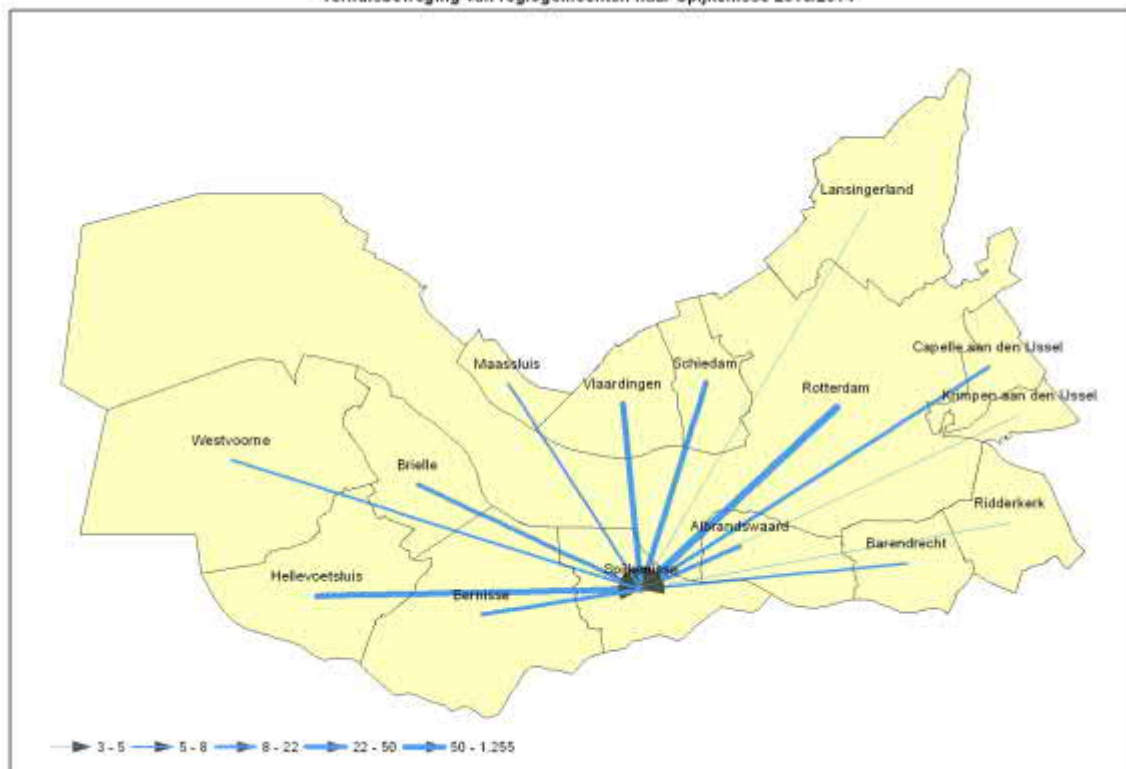 Lansingerland
Capelle aan den IJssel
Maassluis
Schiedam
Vlaardingen
Rotterdam
Krimpen aan den IJssel
Westvoorne
Brielle
Ridderkerk
Albrandswaard
Barendrecht
Spijkenisse
Hellevoetsluis
Bernisse
3 - 5 5 - 8 8 - 22 22 - 50 50 - 1.255